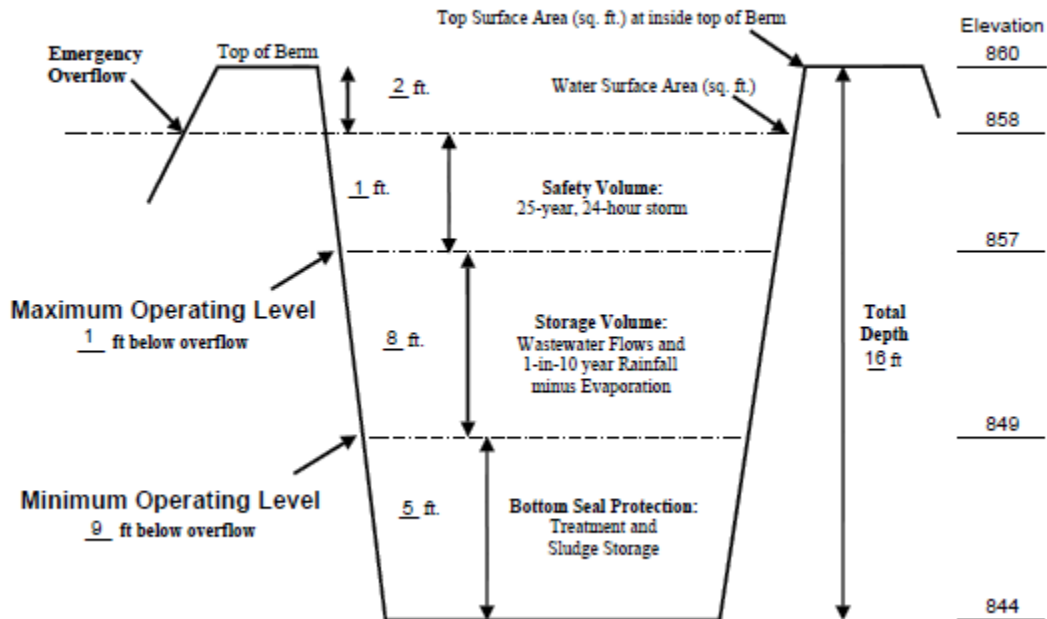 Top Surface Area (sq. ft.) at inside top of Berm
Elevation
860
Emergency
Overflow
Top of Berm
2 ft.
Water Surface Area (sq. ft.)
858
1 ft.
Safety Volume:
25-year, 24-hour storm
857
Maximum Operating Level
1 ft below overflow
8 ft.
Storage Volume:
Wastewater Flows and
1-in-10 year Rainfall
minus Evaporation
Total
Depth
16 ft
849
Minimum Operating Level
9 ft below overflow
5 ft.
Bottom Seal Protection:
Treatment and
Sludge Storage
844